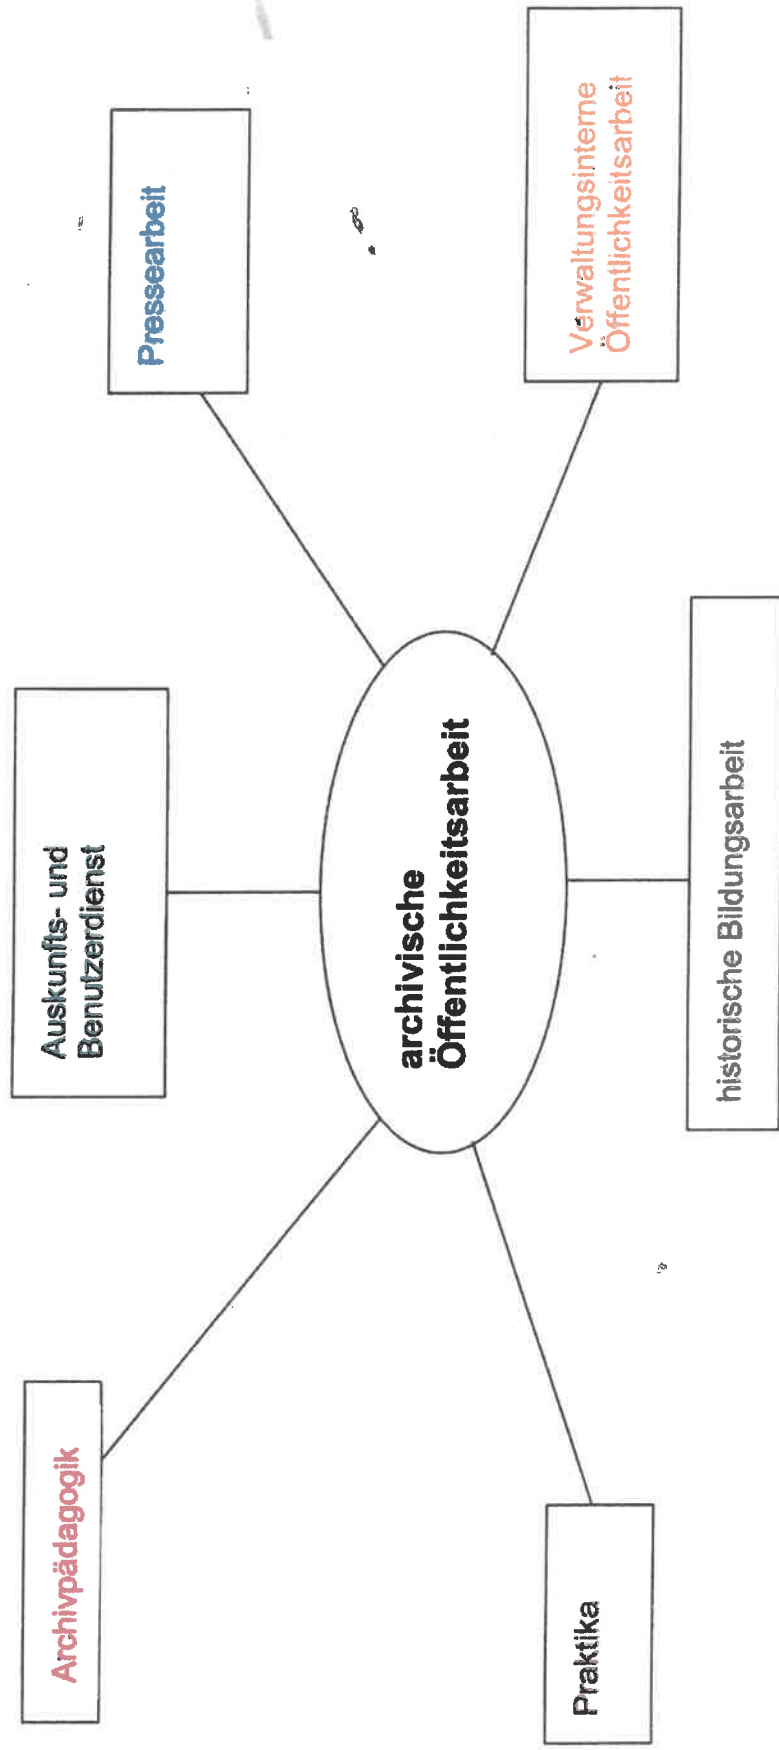 Archivpädagogik
Auskunfts- und
Benutzerdienst
Pressearbeit
archivische
Öffentlichkeitsarbeit
Praktika
historische Bildungsarbeit
Verwaltungsinterne
Öffentlichkeitsarbeit